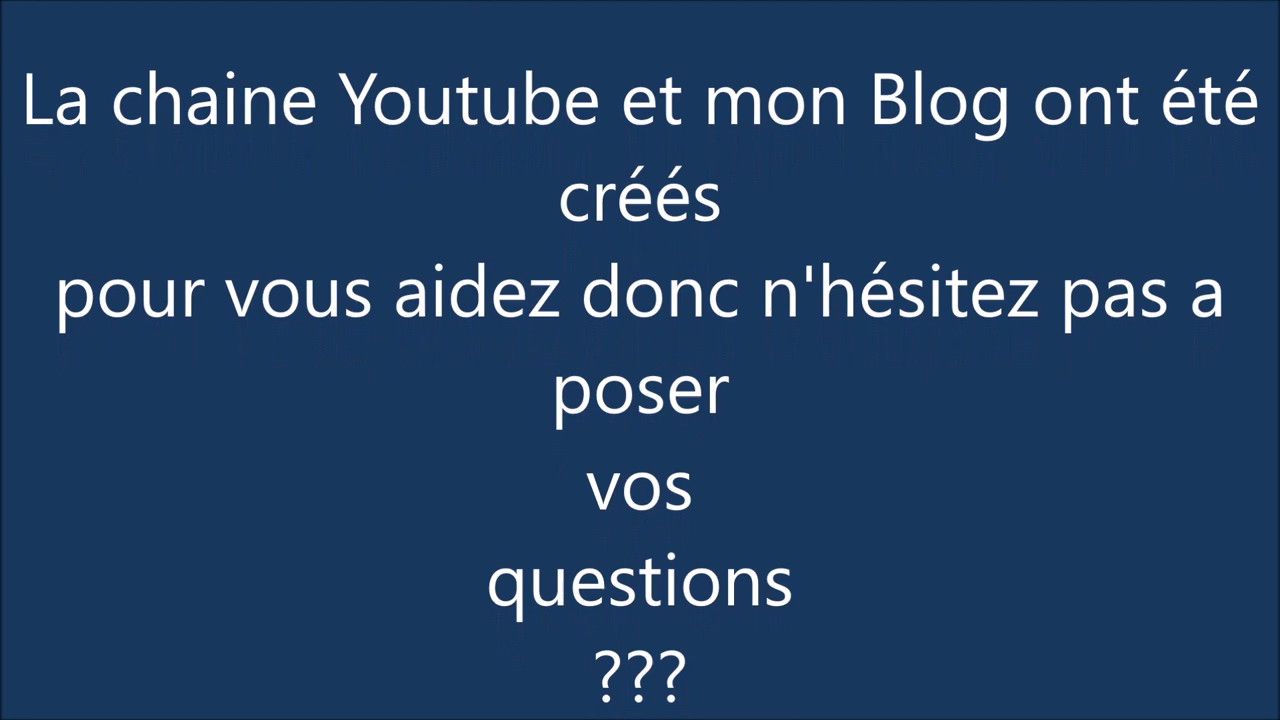 La chaine Youtube et mon Blog ont été
créés
pour vous aidez donc n'hésitez pas a
poser
vos
questions
???